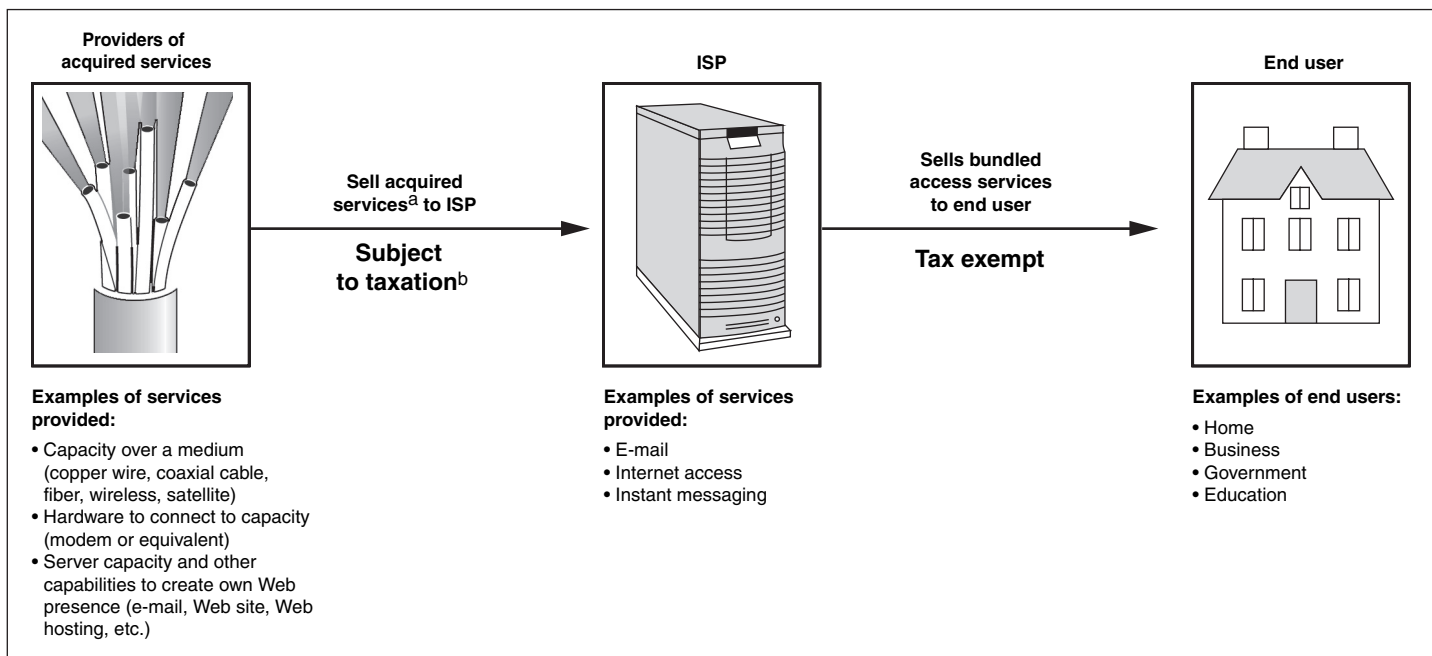 Providers of
acquired services
Sell acquired
servicesa to ISP
Subject
to taxationb
ISP
Sells bundled
access services
to end user
Tax exempt
End user
Examples of services
provided:
• Capacity over a medium
(copper wire, coaxial cable,
fiber, wireless, satellite)
• Hardware to connect to capacity
(modem or equivalent)
• Server capacity and other
capabilities to create own Web
presence (e-mail, Web site, Web
hosting, etc.)
Examples of services
provided:
• E-mail
• Internet access
• Instant messaging
Examples of end users:
• Home
• Business
• Government
• Education